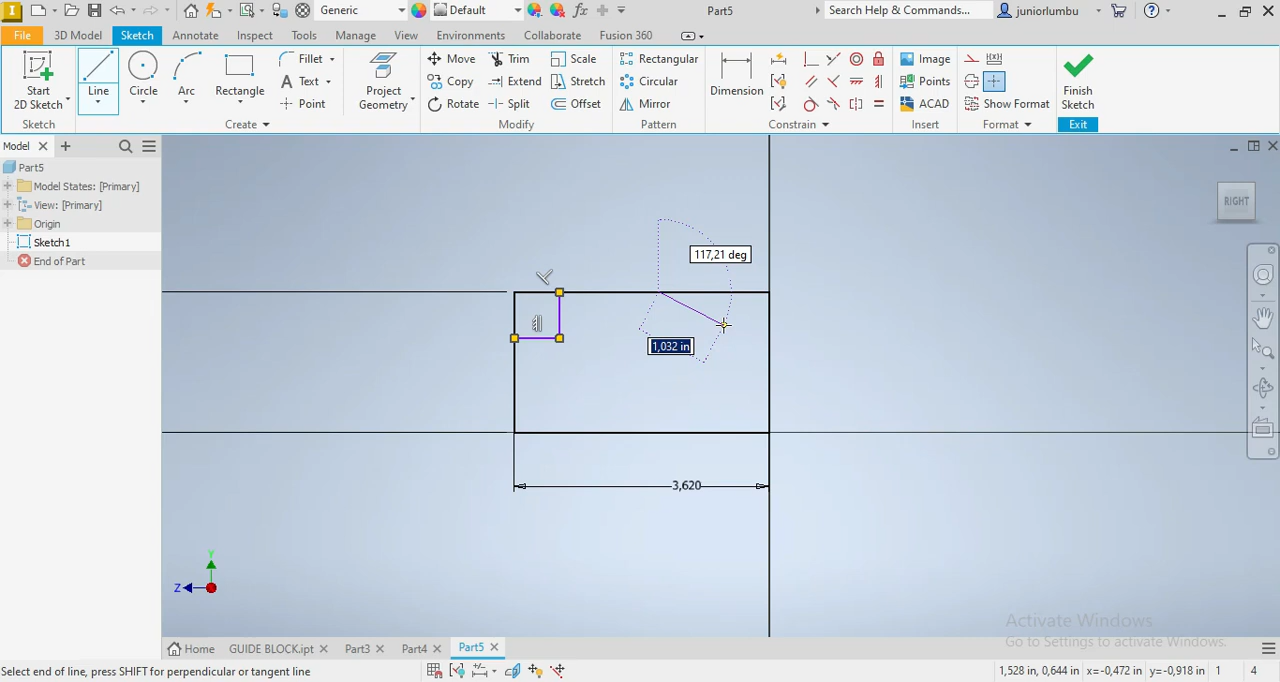 Generic
Default
fx
Part5
Search Help & Commands...
juniorlumbu
File 3D Model Sketch Annotate Inspect Tools Manage View Environments Collaborate Fusion 360
Start
2D Sketch
Line
Circle
Arc
Rectangle
Fillet
Text
Point
Project
Geometry
Move
Copy
Rotate
Trim
Extend
Split
Scale
Stretch
Offset
Rectangular
Circular
Mirror
Dimension
Image
Points
ACAD
Show Format
Finish
Sketch
Sketch Create Modify Pattern Constrain Insert Format Exit
Model
Part5
Model States: [Primary]
View: [Primary]
Origin
Sketch1
End of Part
RIGHT
117,21 deg
1,032 in
3,620
Y
Z
Activate Windows
Go to Settings to activate Windows.
Home GUIDE BLOCK.ipt Part3 Part4 Part5
Select end of line, press SHIFT for perpendicular or tangent line
1,528 in, 0,644 in x=-0,472 in y=-0,918 in 1 4